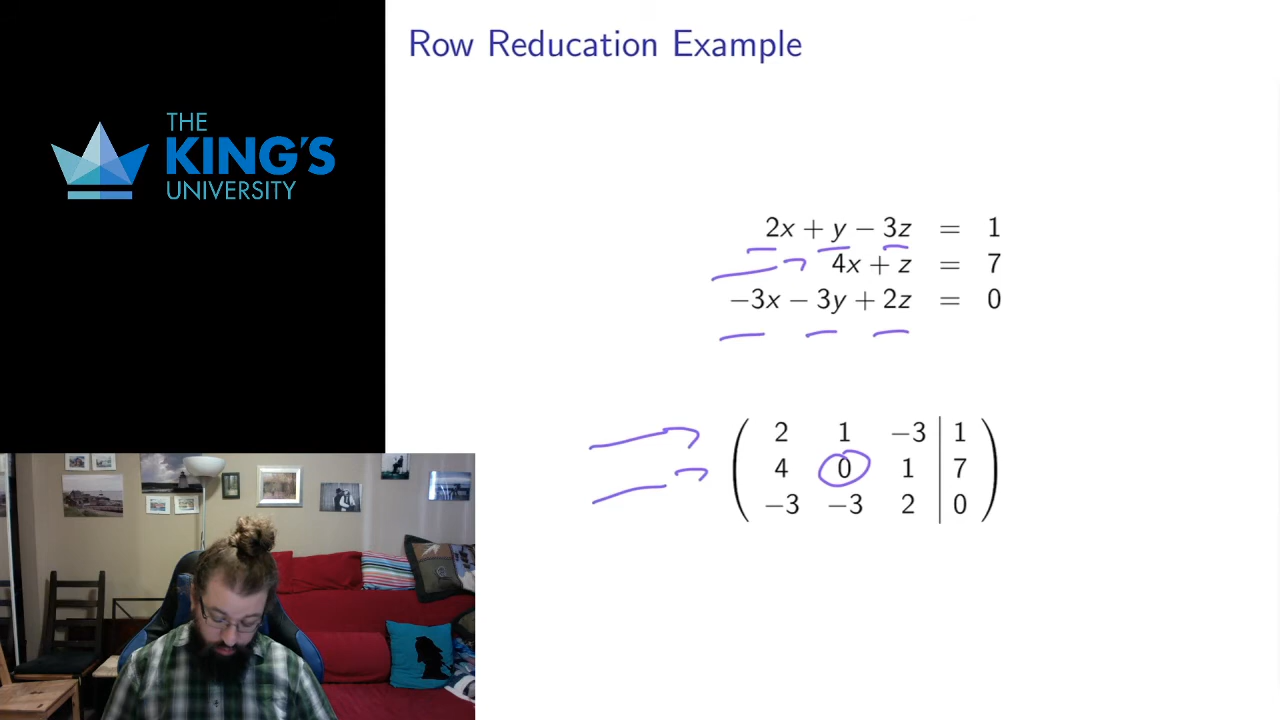 Row Reducation Example
THE
KING'S
UNIVERSITY
2x + y − 3z = 1
4x + z = 7
−3x − 3y + 2z = 0
2 1 −3 | 1
4 0 1 | 7
−3 −3 2 | 0